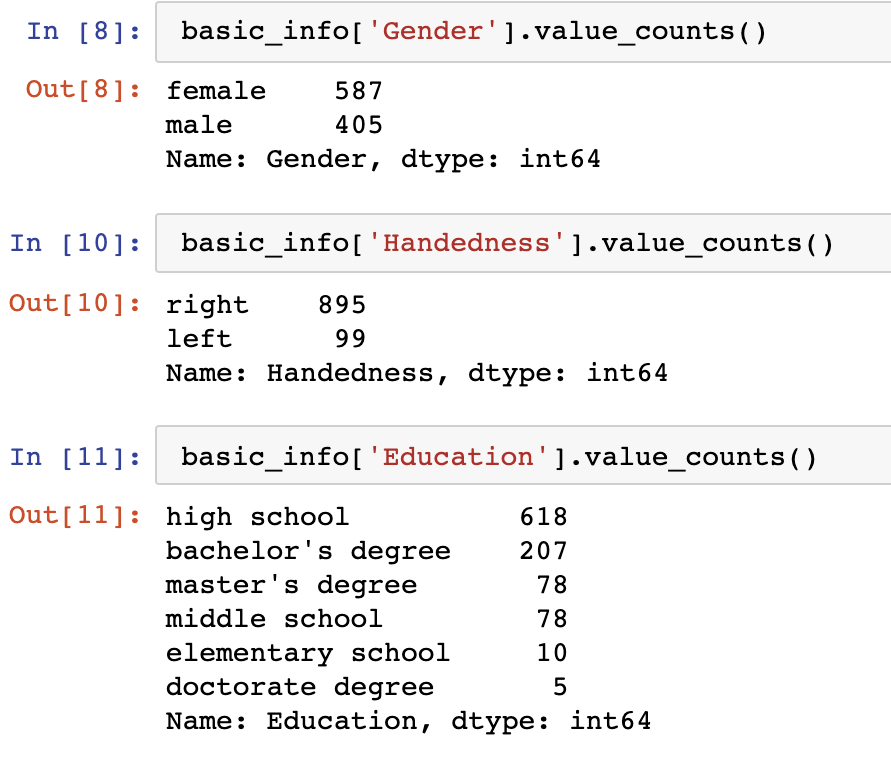 In [8]: basic_info['Gender'].value_counts()
Out[8]: female    587
male      405
Name: Gender, dtype: int64
In [10]: basic_info['Handedness'].value_counts()
Out[10]: right    895
left      99
Name: Handedness, dtype: int64
In [11]: basic_info['Education'].value_counts()
Out[11]: high school          618
bachelor's degree    207
master's degree       78
middle school         78
elementary school     10
doctorate degree       5
Name: Education, dtype: int64